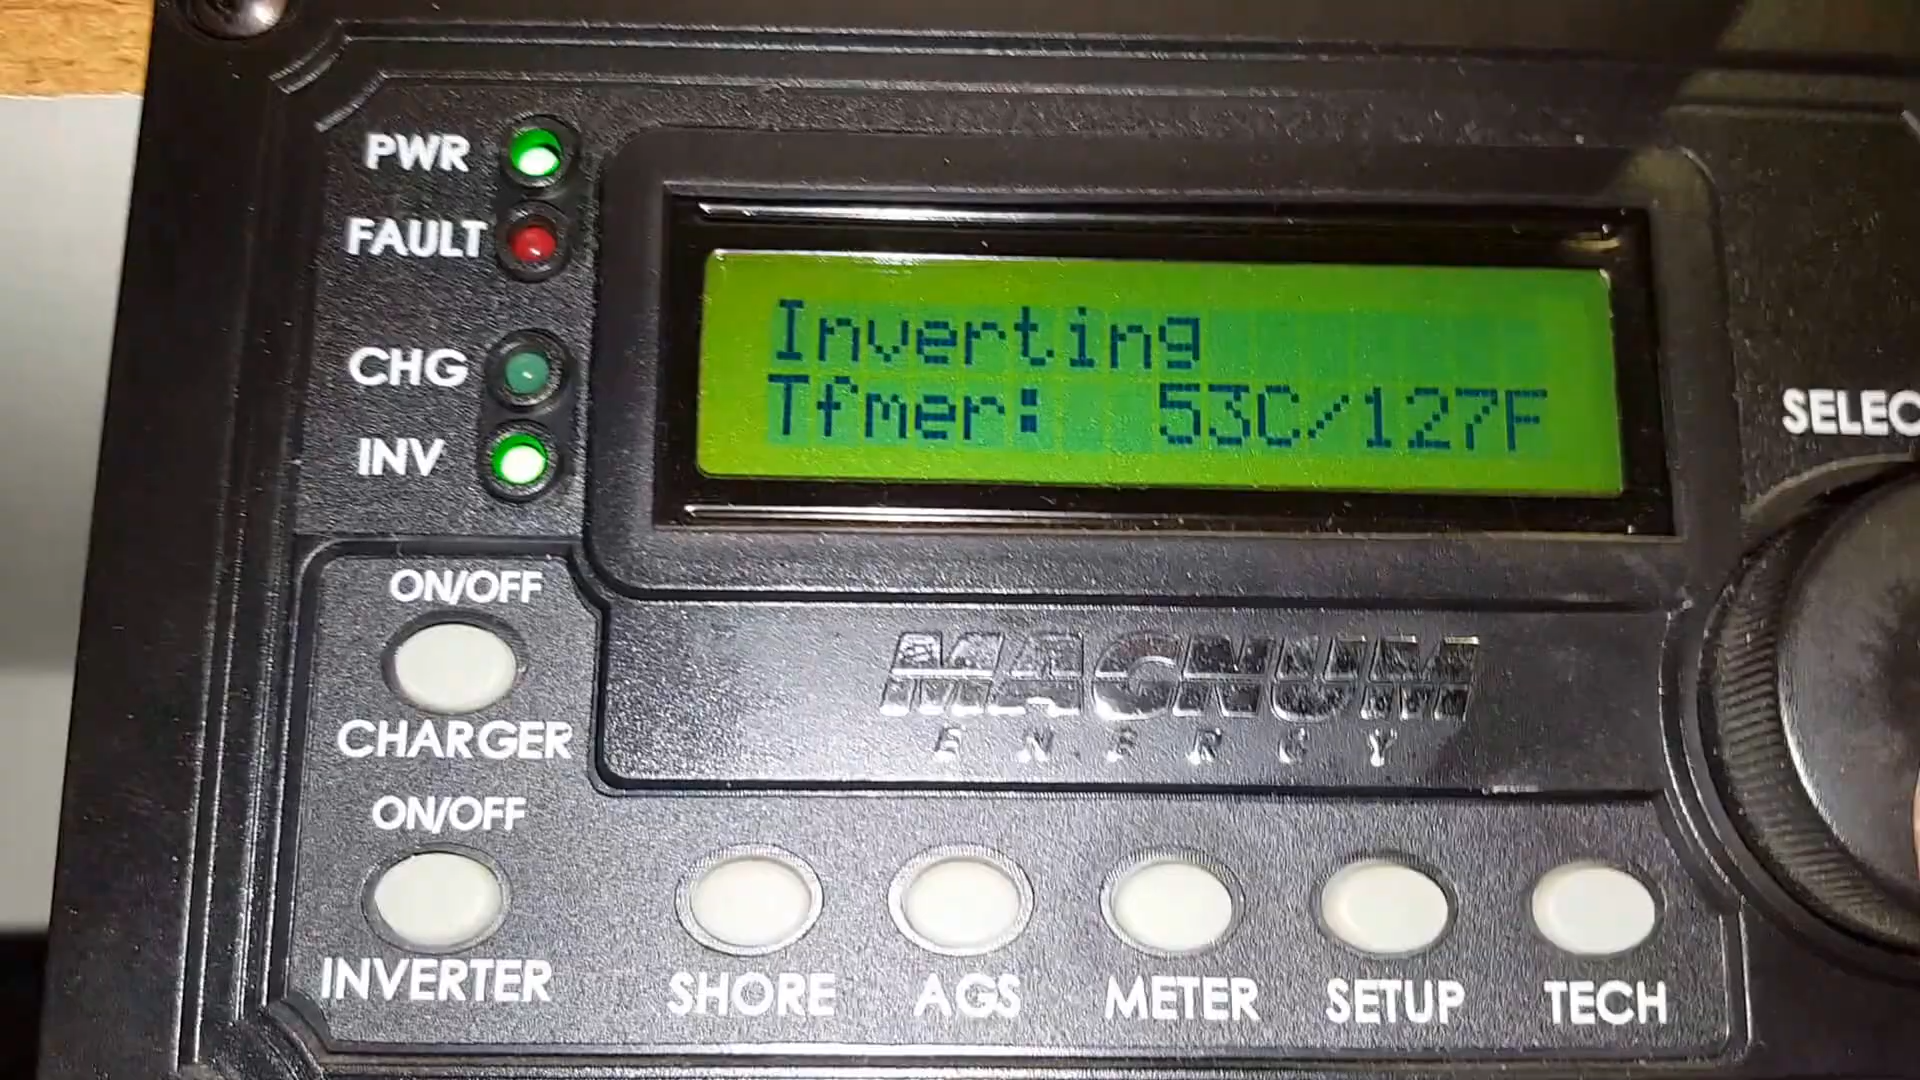 PWR
FAULT
CHG
INV
Inverting
Tfmer: 53C/127F
SELEC
ON/OFF
CHARGER
MAGNUM
ENERGY
ON/OFF
INVERTER
SHORE
AGS
METER
SETUP
TECH